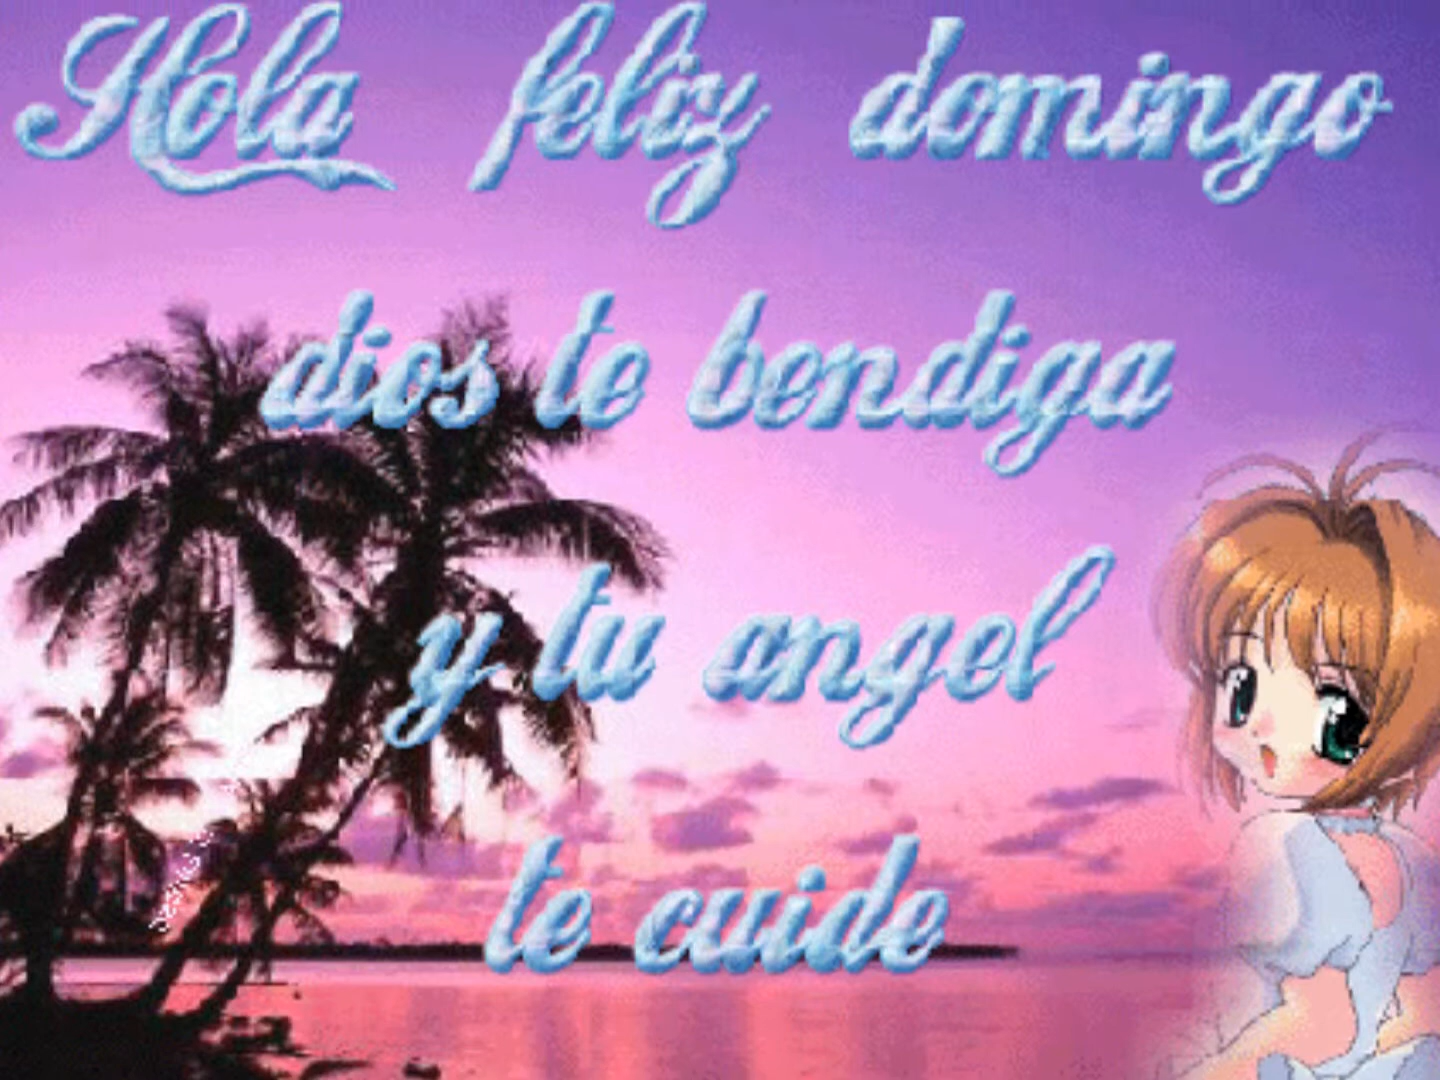 Hola feliz domingo
dios te bendiga
y tu angel
te cuide